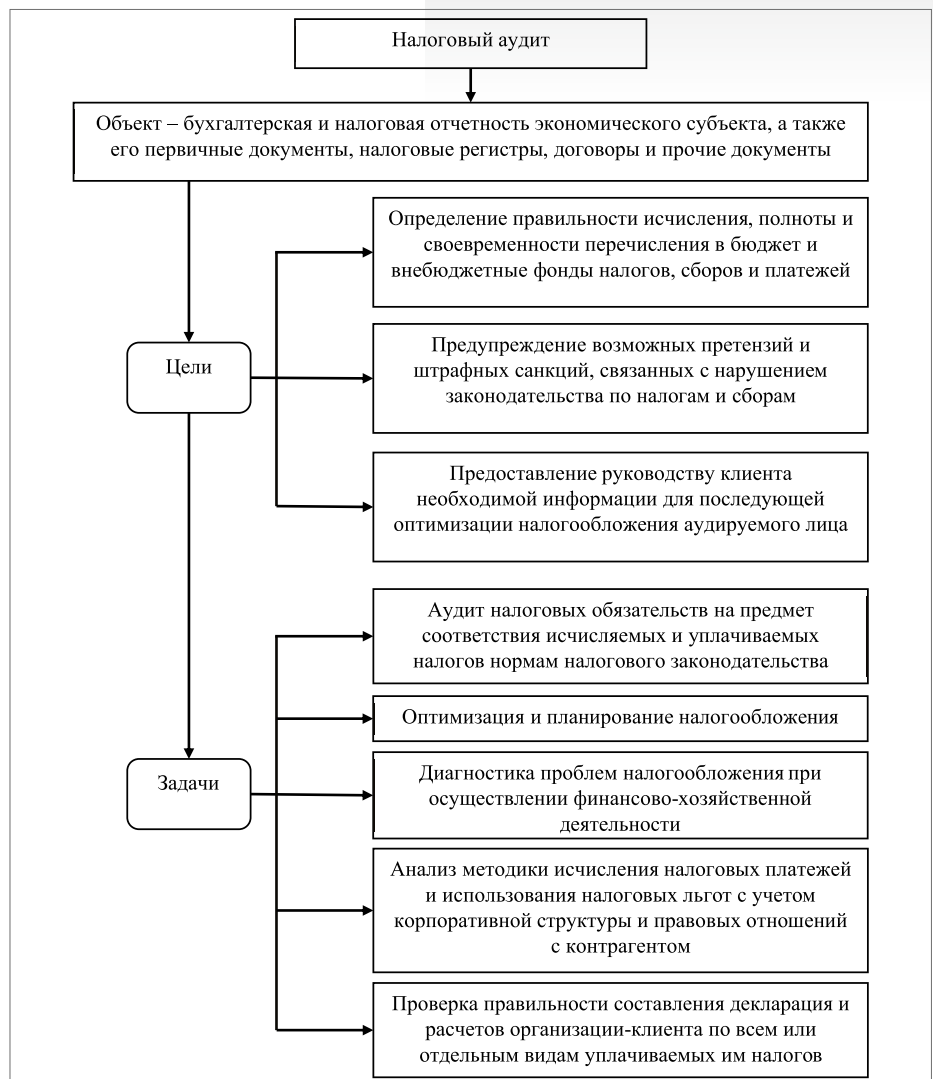 Налоговый аудит
Объект – бухгалтерская и налоговая отчетность экономического субъекта, а также
его первичные документы, налоговые регистры, договоры и прочие документы
Определение правильности исчисления, полноты и
своевременности перечисления в бюджет и
внебюджетные фонды налогов, сборов и платежей
Цели
Предупреждение возможных претензий и
штрафных санкций, связанных с нарушением
законодательства по налогам и сборам
Предоставление руководству клиента
необходимой информации для последующей
оптимизации налогообложения аудируемого лица
Аудит налоговых обязательств на предмет
соответствия исчисляемых и уплачиваемых
налогов нормам налогового законодательства
Оптимизация и планирование налогообложения
Задачи
Диагностика проблем налогообложения при
осуществлении финансово-хозяйственной
деятельности
Анализ методики исчисления налоговых платежей
и использования налоговых льгот с учетом
корпоративной структуры и правовых отношений
с контрагентом
Проверка правильности составления декларация и
расчетов организации-клиента по всем или
отдельным видам уплачиваемых им налогов